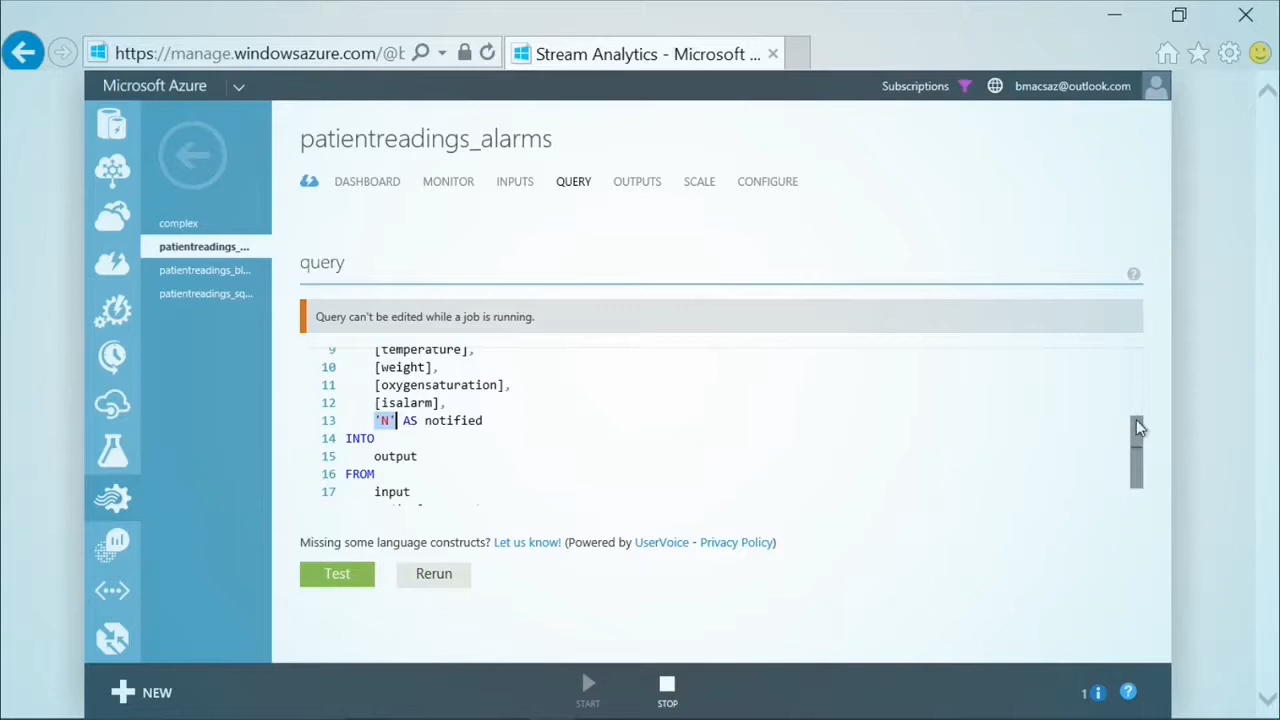 https://manage.windowsazure.com/@b
Stream Analytics - Microsoft ...
Microsoft Azure
Subscriptions
bmacsaz@outlook.com
patientreadings_alarms
DASHBOARD MONITOR INPUTS QUERY OUTPUTS SCALE CONFIGURE
complex
patientreadings_...
patientreadings_bl...
patientreadings_sq...
query
?
Query can't be edited while a job is running.
9 [temperature],
10 [weight],
11 [oxygensaturation],
12 [isalarm],
13 'N' AS notified
14 INTO
15 output
16 FROM
17 input
Missing some language constructs? Let us know! (Powered by UserVoice - Privacy Policy)
Test Rerun
NEW
START
STOP
1 i ?